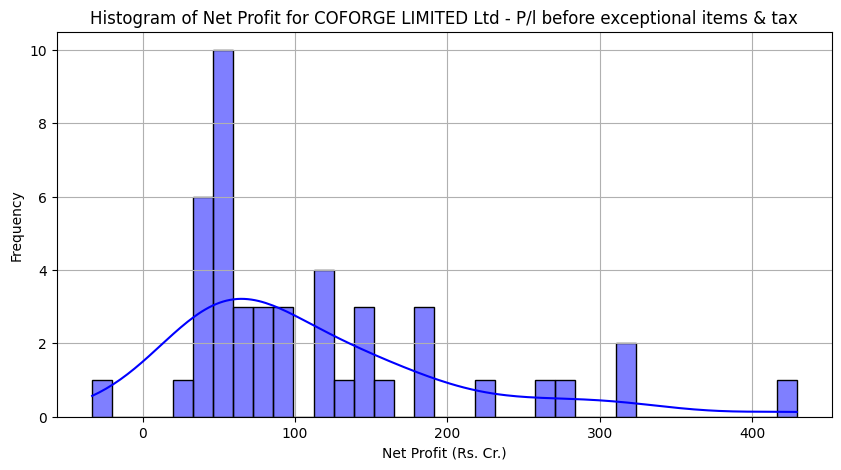 Histogram of Net Profit for COFORGE LIMITED Ltd - P/l before exceptional items & tax
10
8
6
4
2
0
Frequency
0 100 200 300 400
Net Profit (Rs. Cr.)